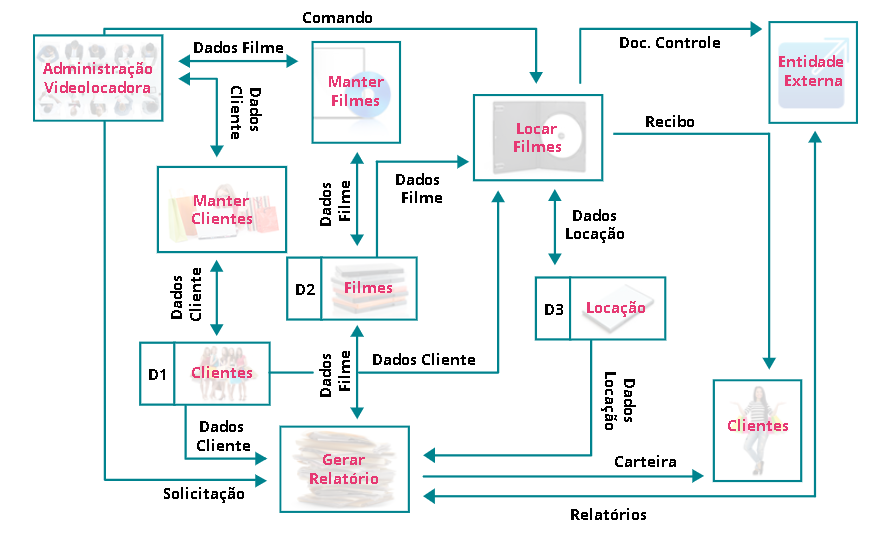 Comando
Administração
Videolocadora
Dados Filme
Manter
Filmes
Doc. Controle
Entidade
Externa
Dados
Cliente
Locar
Filmes
Recibo
Manter
Clientes
Dados
Filme
Dados
Filme
Dados
Locação
Dados
Cliente
D2
Filmes
D3
Locação
D1
Clientes
Dados
Filme
Dados Cliente
Dados
Locação
Clientes
Dados
Cliente
Gerar
Relatório
Carteira
Solicitação
Relatórios